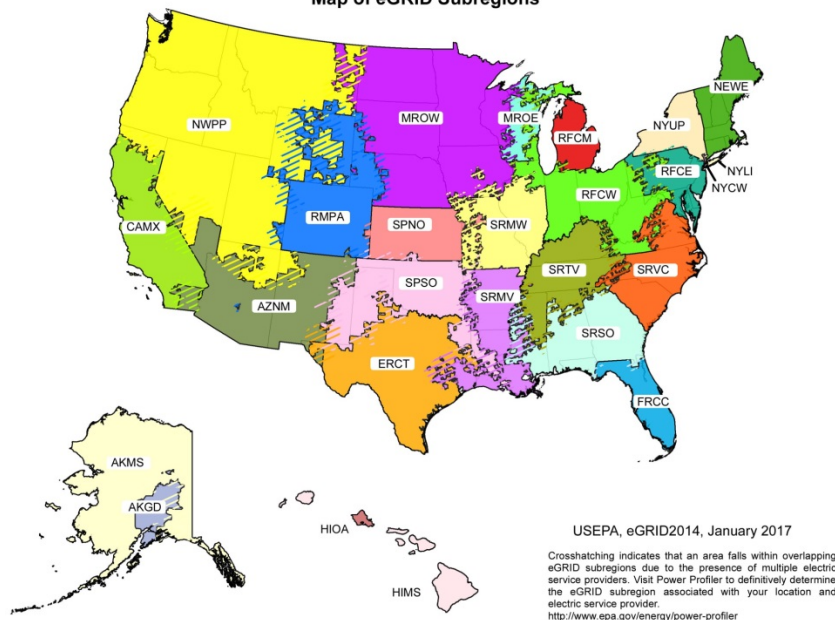 Map of eGRID Subregions
NWPP
MROW
MROE
NEWE
RFCM
NYUP
RFCE
NYLI
NYCW
RFCW
CAMX
RMPA
SPNO
SRMW
SRTV
SRVC
AZNM
SPSO
SRMV
SRSO
ERCT
FRCC
AKMS
AKGD
HIOA
HIMS
USEPA, eGRID2014, January 2017
Crosshatching indicates that an area falls within overlapping
eGRID subregions due to the presence of multiple electric
service providers. Visit Power Profiler to definitively determine
the eGRID subregion associated with your location and
electric service provider.
http://www.epa.gov/energy/power-profiler